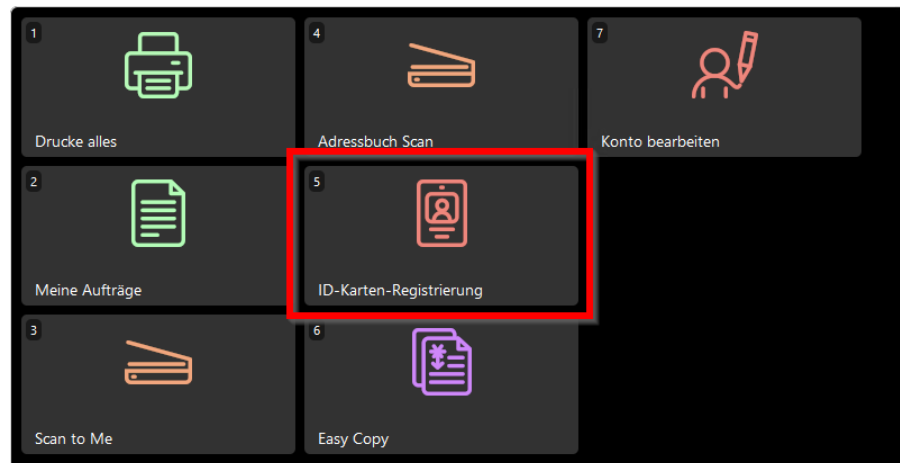 1
Drucke alles
4
Adressbuch Scan
7
Konto bearbeiten
2
Meine Aufträge
5
ID-Karten-Registrierung
3
Scan to Me
6
Easy Copy